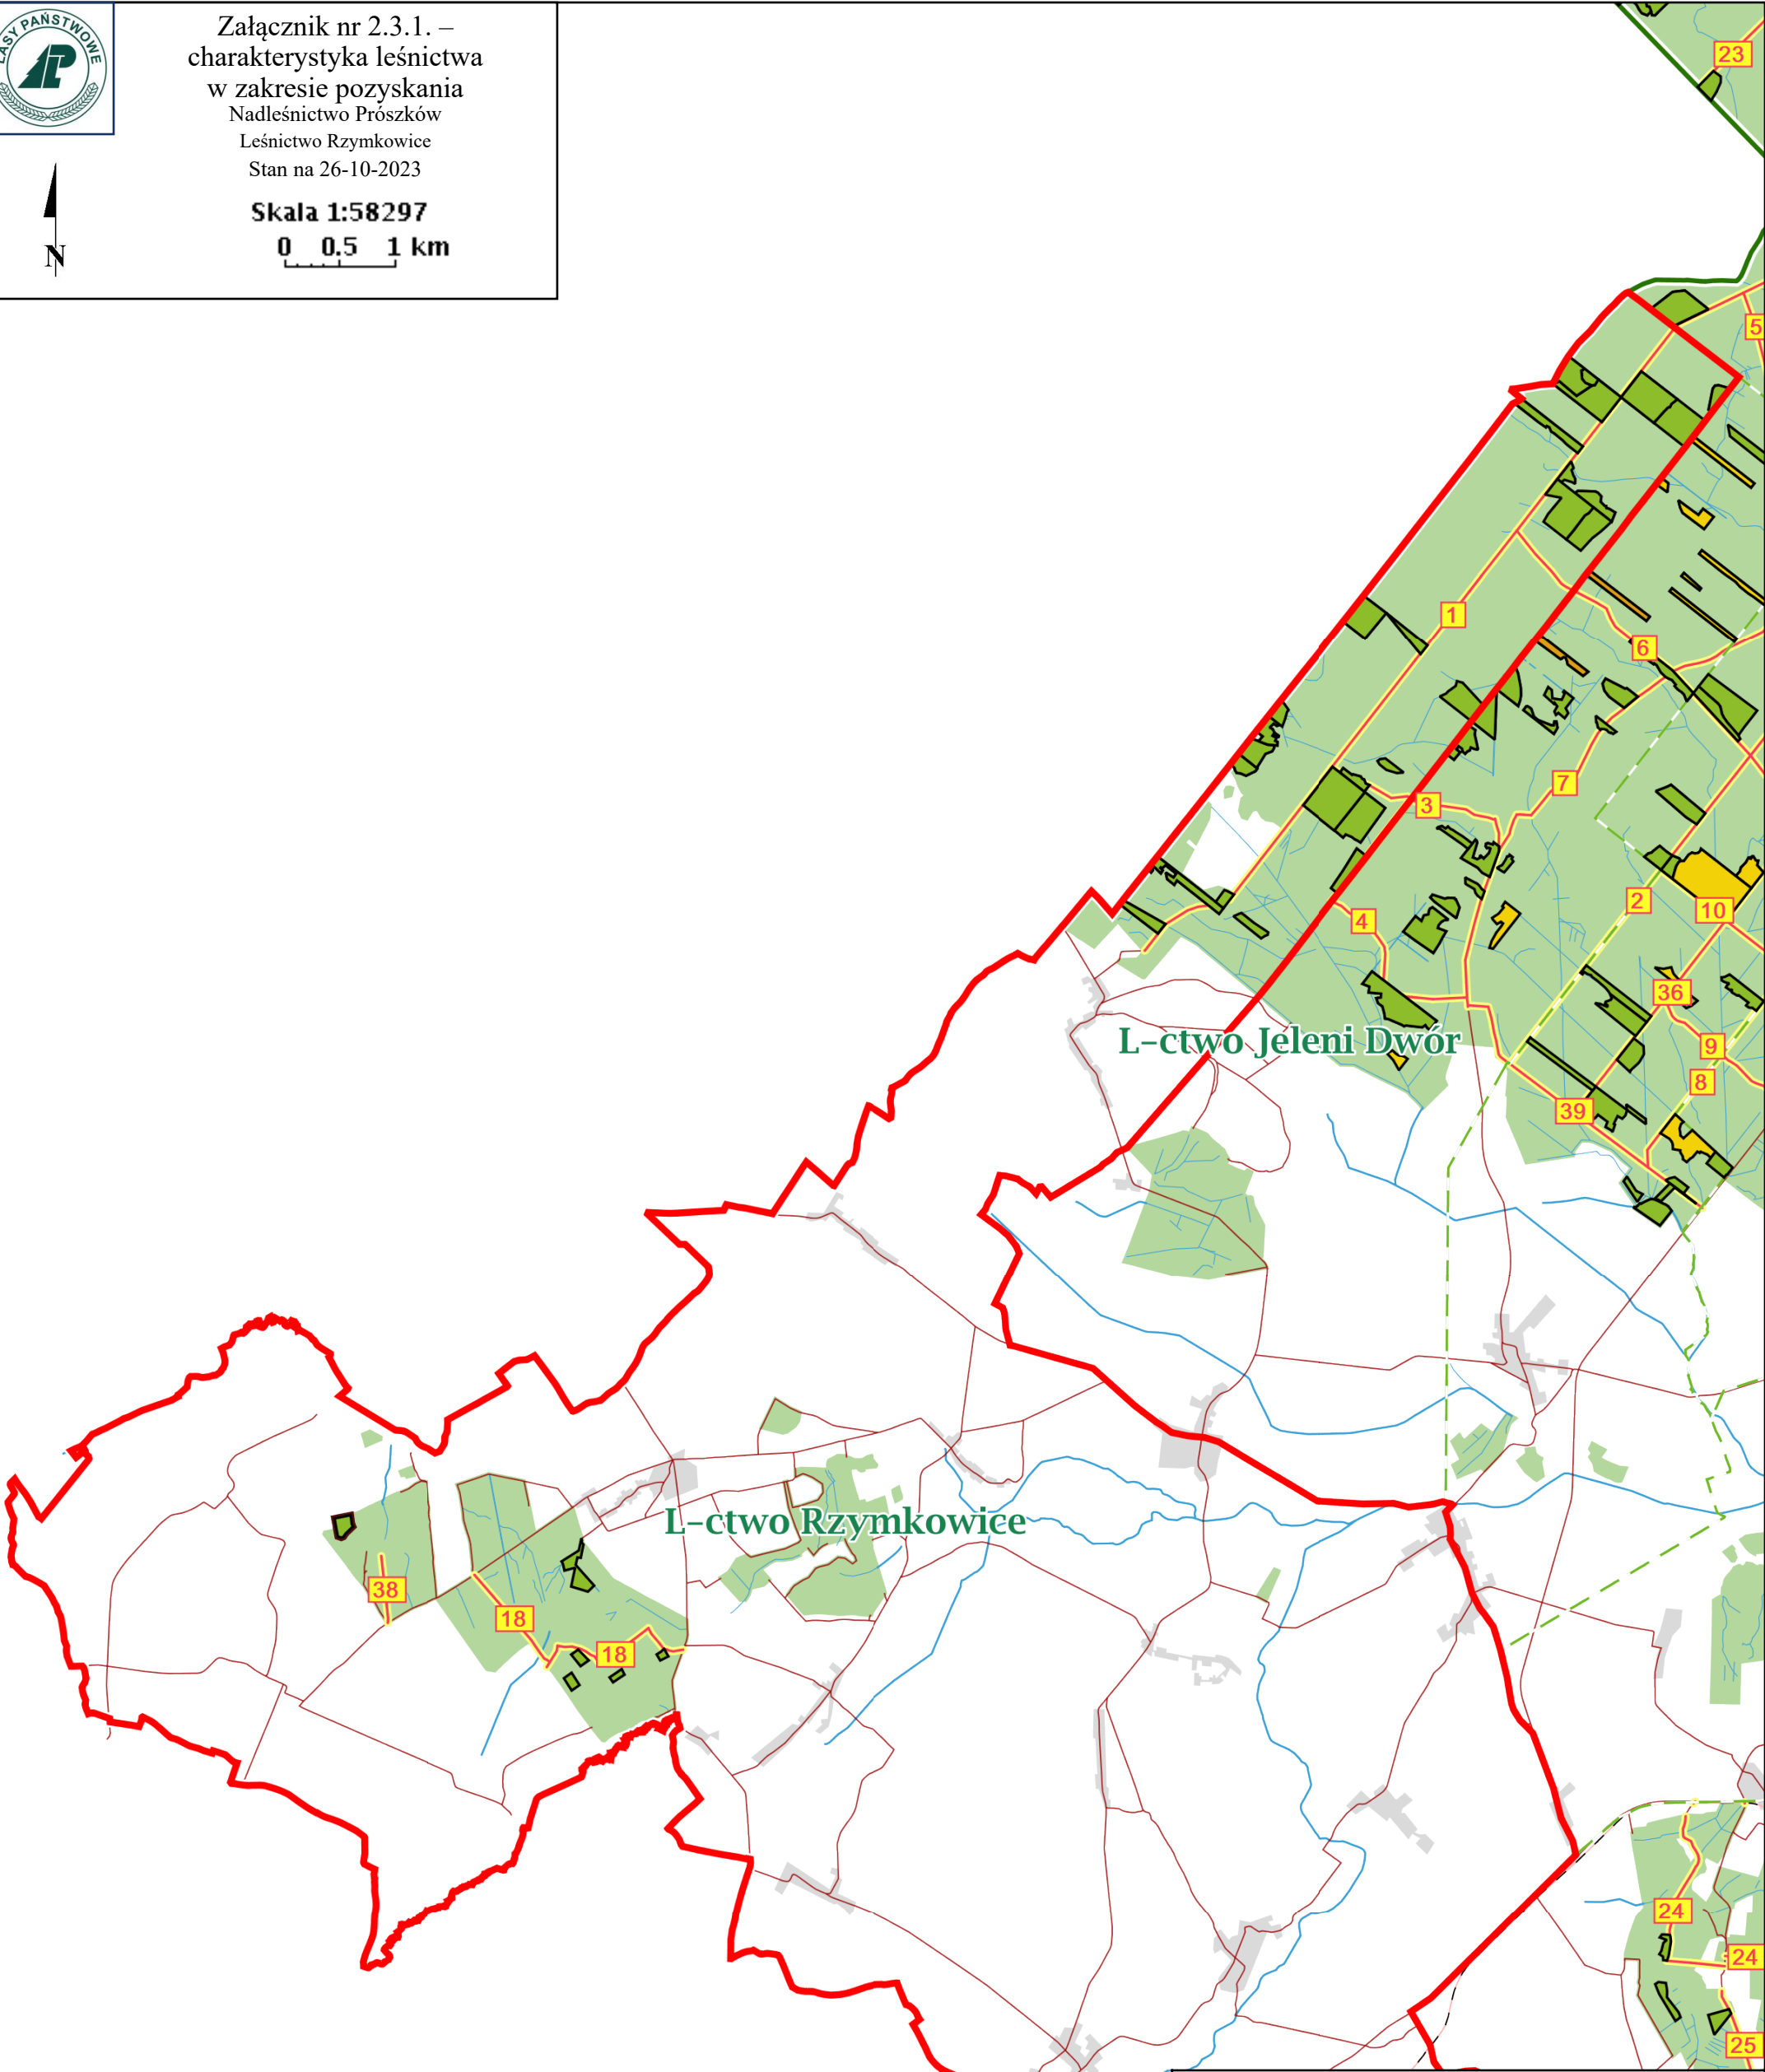 LASY PAŃSTWOWE
Załącznik nr 2.3.1. –
charakterystyka leśnictwa
w zakresie pozyskania
Nadleśnictwo Prószków
Leśnictwo Rzymkowice
Stan na 26-10-2023
Skala 1:58297
0 0.5 1 km
N
23
5
1
6
7
3
2
10
4
36
L-ctwo Jeleni Dwór
9
8
39
L-ctwo Rzymkowice
38
18
18
24
24
25